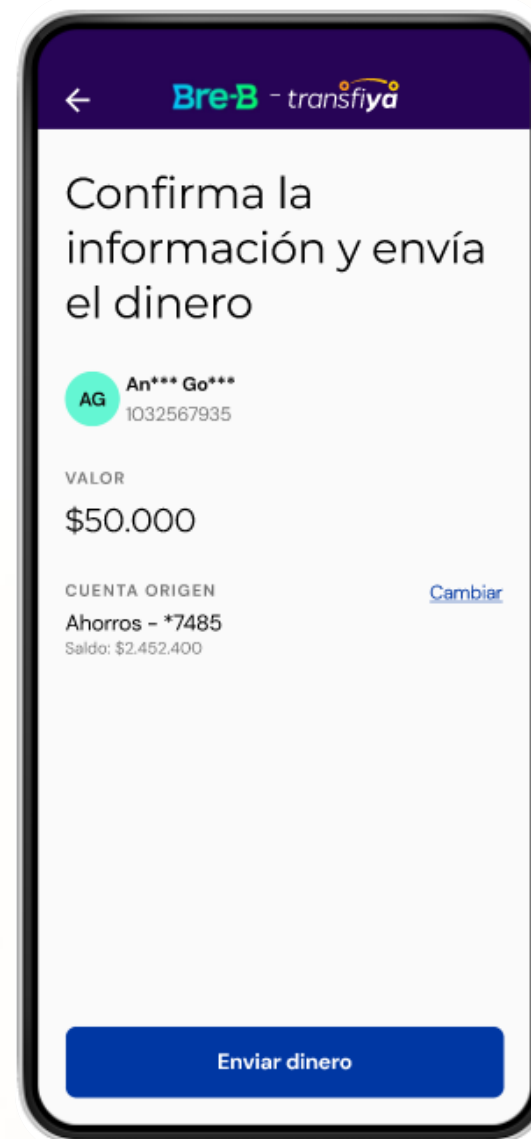 Bre-B - transfiya
Confirma la
información y envía
el dinero
AG
An*** Go***
1032567935
VALOR
$50.000
CUENTA ORIGEN
Cambiar
Ahorros - *7485
Saldo: $2.452.400
Enviar dinero